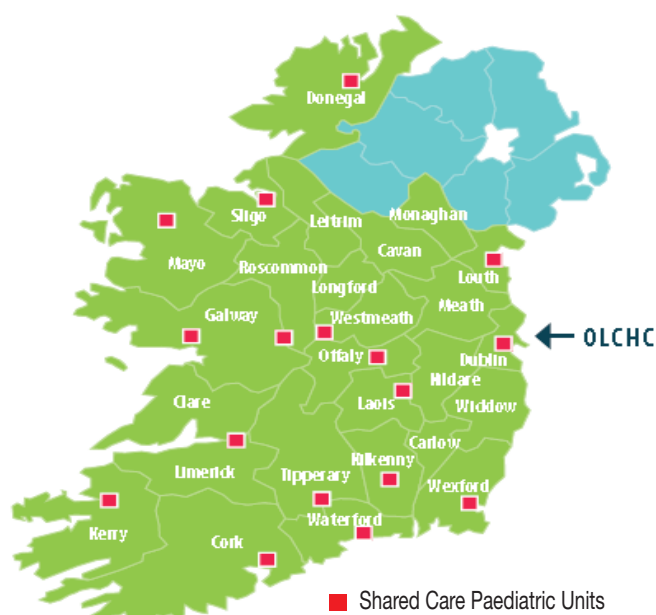 Donegal
Sligo
Leitrim
Monaghan
Cavan
Mayo
Roscommon
Louth
Longford
Meath
Galway
Westmeath
OLCHC
Offaly
Dublin
Kildare
Clare
Laois
Wicklow
Carlow
Kilkenny
Limerick
Tipperary
Wexford
Waterford
Kerry
Cork
Shared Care Paediatric Units